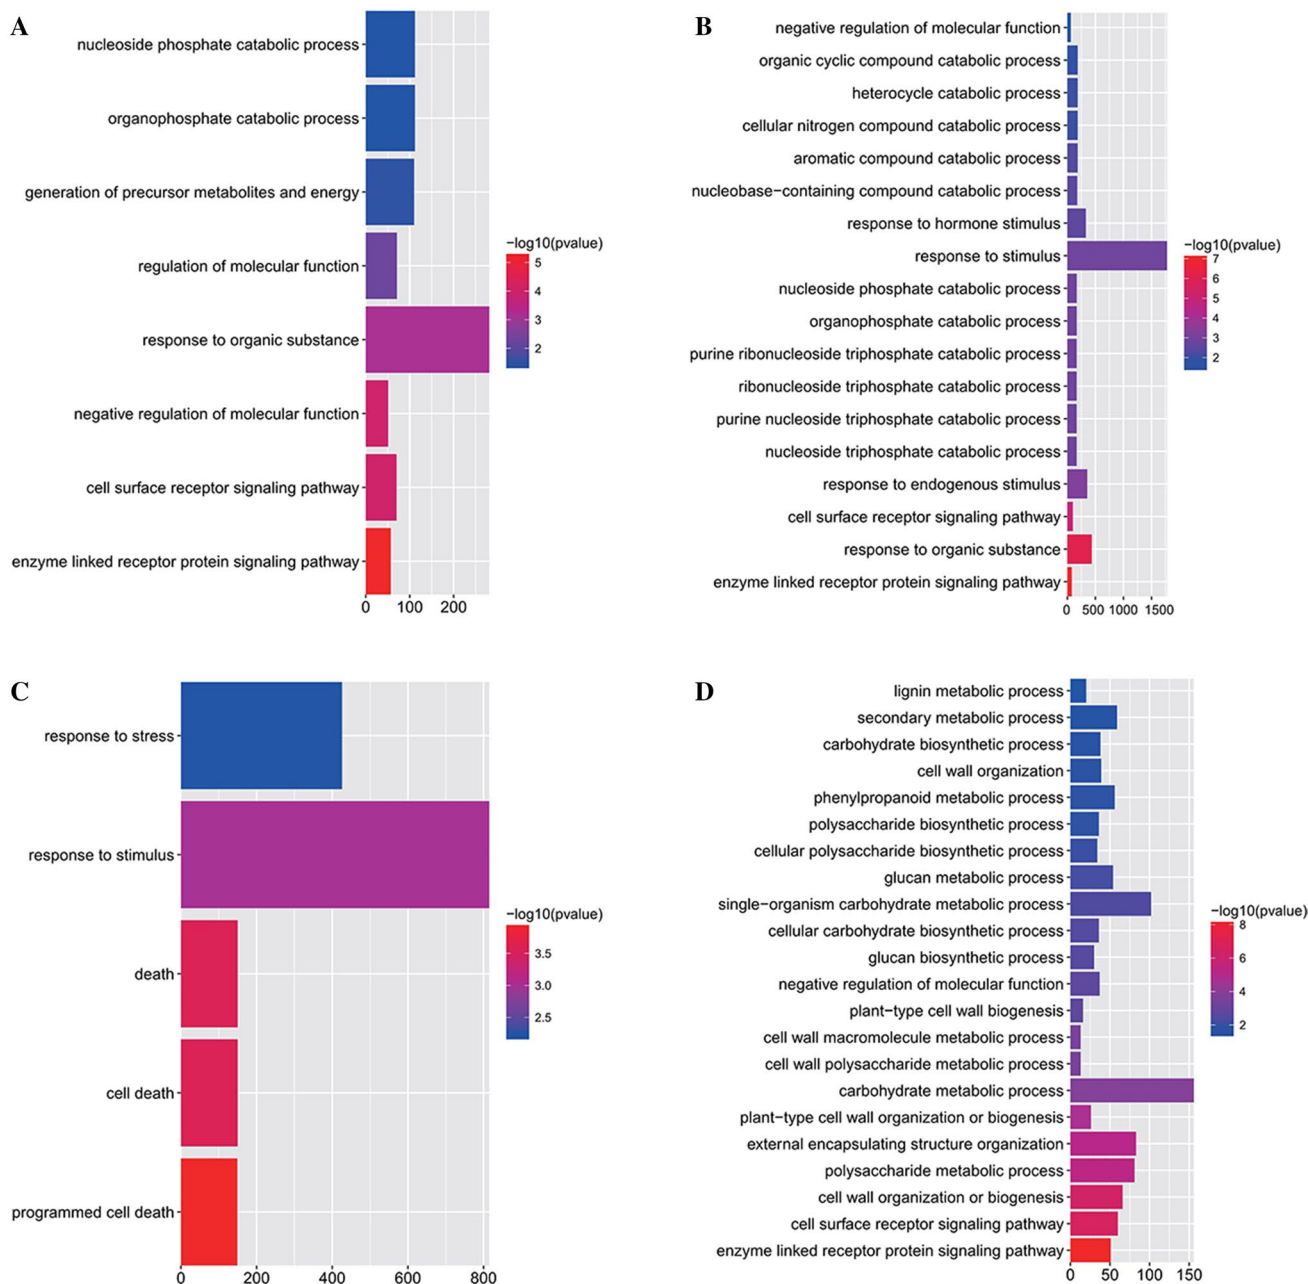 A
nucleoside phosphate catabolic process
organophosphate catabolic process
generation of precursor metabolites and energy
regulation of molecular function
response to organic substance
negative regulation of molecular function
cell surface receptor signaling pathway
enzyme linked receptor protein signaling pathway
0 100 200
−log10(pvalue)
5
4
3
2
B
negative regulation of molecular function
organic cyclic compound catabolic process
heterocycle catabolic process
cellular nitrogen compound catabolic process
aromatic compound catabolic process
nucleobase−containing compound catabolic process
response to hormone stimulus
response to stimulus
nucleoside phosphate catabolic process
organophosphate catabolic process
purine ribonucleoside triphosphate catabolic process
ribonucleoside triphosphate catabolic process
purine nucleoside triphosphate catabolic process
nucleoside triphosphate catabolic process
response to endogenous stimulus
cell surface receptor signaling pathway
response to organic substance
enzyme linked receptor protein signaling pathway
0 500 1000 1500
−log10(pvalue)
7
6
5
4
3
2
C
response to stress
response to stimulus
death
cell death
programmed cell death
0 200 400 600 800
−log10(pvalue)
3.5
3.0
2.5
D
lignin metabolic process
secondary metabolic process
carbohydrate biosynthetic process
cell wall organization
phenylpropanoid metabolic process
polysaccharide biosynthetic process
cellular polysaccharide biosynthetic process
glucan metabolic process
single−organism carbohydrate metabolic process
cellular carbohydrate biosynthetic process
glucan biosynthetic process
negative regulation of molecular function
plant−type cell wall biogenesis
cell wall macromolecule metabolic process
cell wall polysaccharide metabolic process
carbohydrate metabolic process
plant−type cell wall organization or biogenesis
external encapsulating structure organization
polysaccharide metabolic process
cell wall organization or biogenesis
cell surface receptor signaling pathway
enzyme linked receptor protein signaling pathway
0 50 100 150
−log10(pvalue)
8
6
4
2